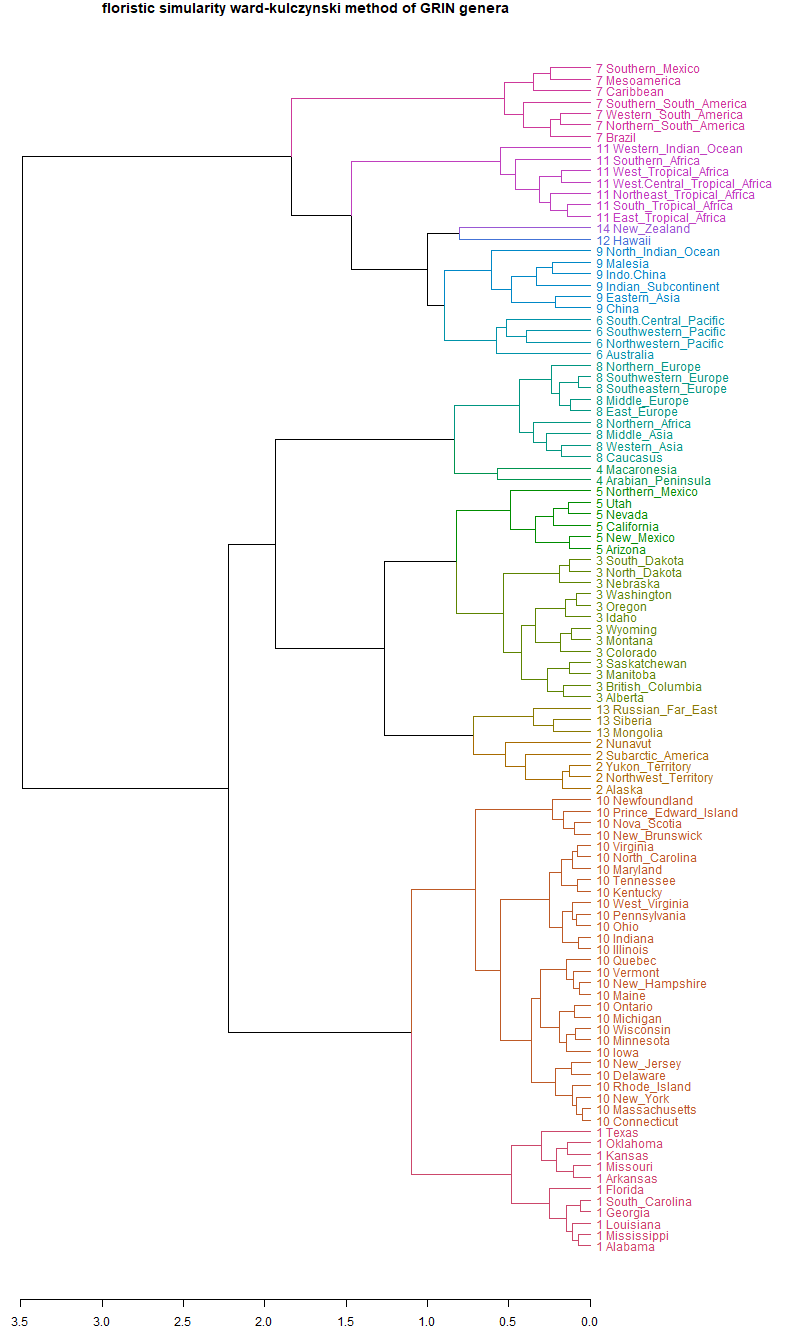 floristic simularity ward-kulczynski method of GRIN genera
7 Southern_Mexico
7 Mesoamerica
7 Caribbean
7 Southern_South_America
7 Western_South_America
7 Northern_South_America
7 Brazil
11 Western_Indian_Ocean
11 Southern_Africa
11 West_Tropical_Africa
11 West.Central_Tropical_Africa
11 Northeast_Tropical_Africa
11 South_Tropical_Africa
11 East_Tropical_Africa
14 New_Zealand
12 Hawaii
9 North_Indian_Ocean
9 Malesia
9 Indo.China
9 Indian_Subcontinent
9 Eastern_Asia
9 China
6 South.Central_Pacific
6 Southwestern_Pacific
6 Northwestern_Pacific
6 Australia
8 Northern_Europe
8 Southwestern_Europe
8 Southeastern_Europe
8 Middle_Europe
8 East_Europe
8 Northern_Africa
8 Middle_Asia
8 Western_Asia
8 Caucasus
4 Macaronesia
4 Arabian_Peninsula
5 Northern_Mexico
5 Utah
5 Nevada
5 California
5 New_Mexico
5 Arizona
3 South_Dakota
3 North_Dakota
3 Nebraska
3 Washington
3 Oregon
3 Idaho
3 Wyoming
3 Montana
3 Colorado
3 Saskatchewan
3 Manitoba
3 British_Columbia
3 Alberta
13 Russian_Far_East
13 Siberia
13 Mongolia
2 Nunavut
2 Subarctic_America
2 Yukon_Territory
2 Northwest_Territory
2 Alaska
10 Newfoundland
10 Prince_Edward_Island
10 Nova_Scotia
10 New_Brunswick
10 Virginia
10 North_Carolina
10 Maryland
10 Tennessee
10 Kentucky
10 West_Virginia
10 Pennsylvania
10 Ohio
10 Indiana
10 Illinois
10 Quebec
10 Vermont
10 New_Hampshire
10 Maine
10 Ontario
10 Michigan
10 Wisconsin
10 Minnesota
10 Iowa
10 New_Jersey
10 Delaware
10 Rhode_Island
10 New_York
10 Massachusetts
10 Connecticut
1 Texas
1 Oklahoma
1 Kansas
1 Missouri
1 Arkansas
1 Florida
1 South_Carolina
1 Georgia
1 Louisiana
1 Mississippi
1 Alabama
3.5 3.0 2.5 2.0 1.5 1.0 0.5 0.0